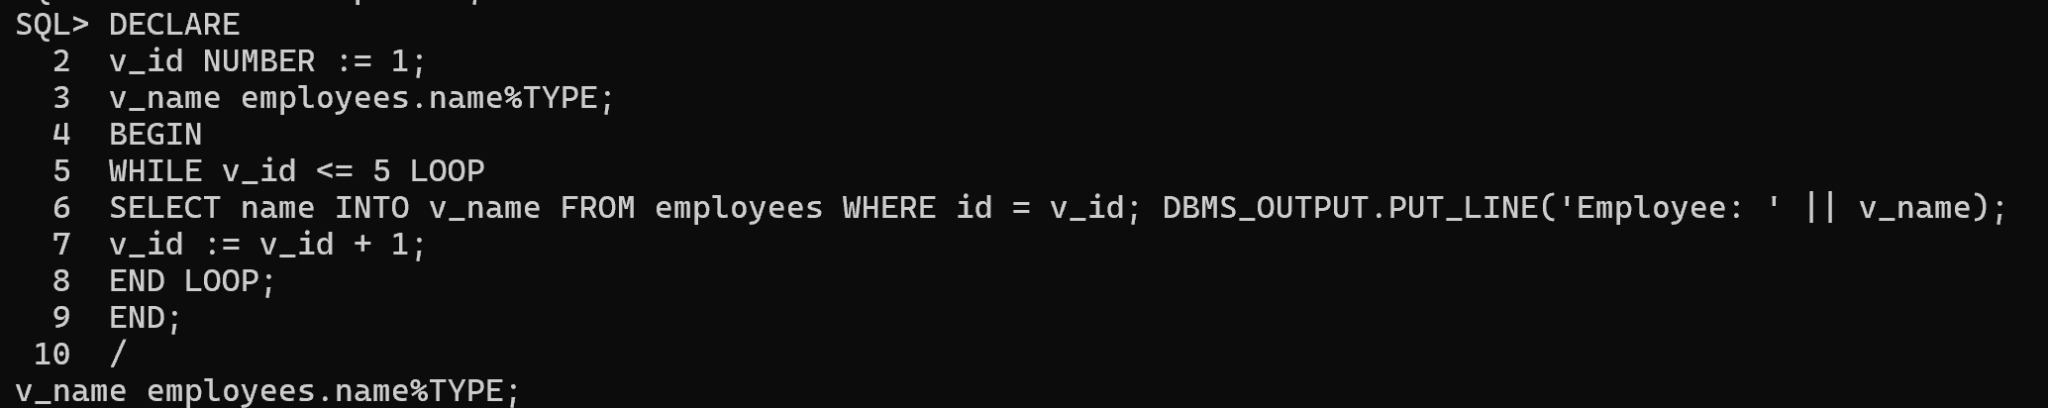 SQL> DECLARE
2 v_id NUMBER := 1;
3 v_name employees.name%TYPE;
4 BEGIN
5 WHILE v_id <= 5 LOOP
6 SELECT name INTO v_name FROM employees WHERE id = v_id; DBMS_OUTPUT.PUT_LINE('Employee: ' || v_name);
7 v_id := v_id + 1;
8 END LOOP;
9 END;
10 /
v_name employees.name%TYPE;